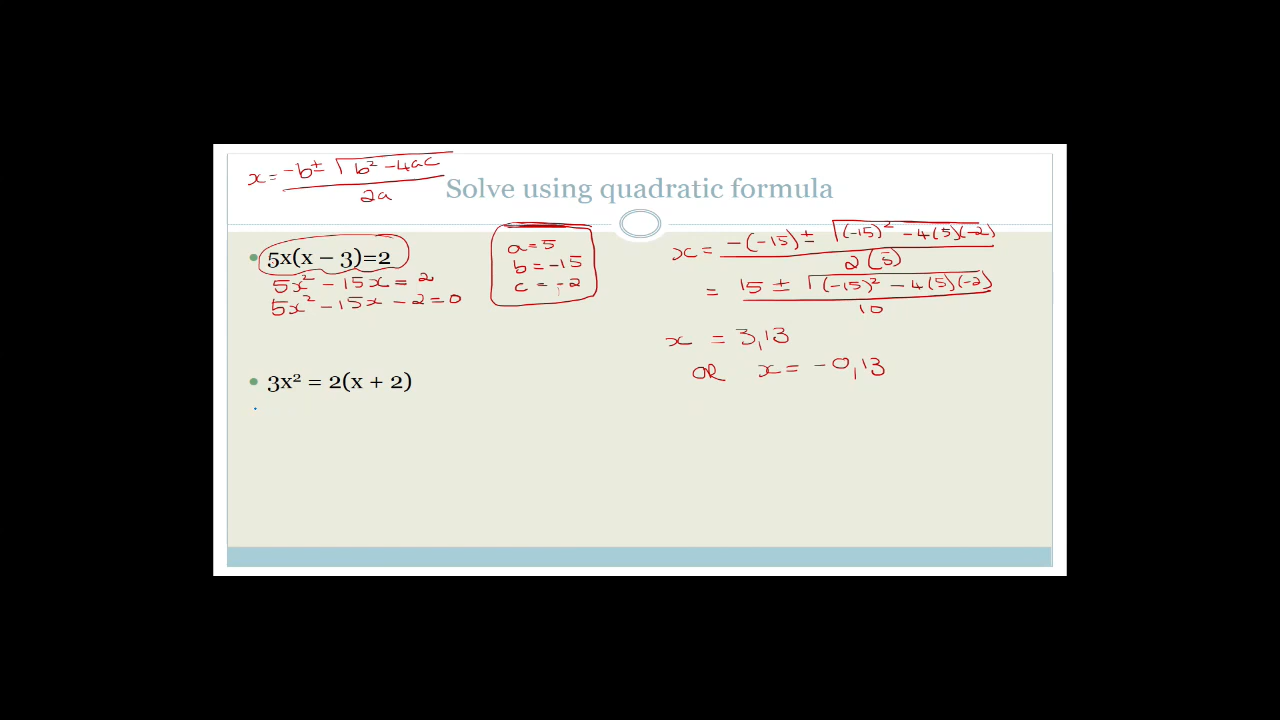 x = -b ± √(b² - 4ac) / 2a
Solve using quadratic formula
• 5x(x – 3)=2
5x² - 15x = 2
5x² - 15x - 2 = 0
a = 5
b = -15
c = -2
x = -(-15) ± √((-15)² - 4(5)(-2)) / 2(5)
= 15 ± √((-15)² - 4(5)(-2)) / 10
x = 3,13
OR x = -0,13
• 3x² = 2(x + 2)